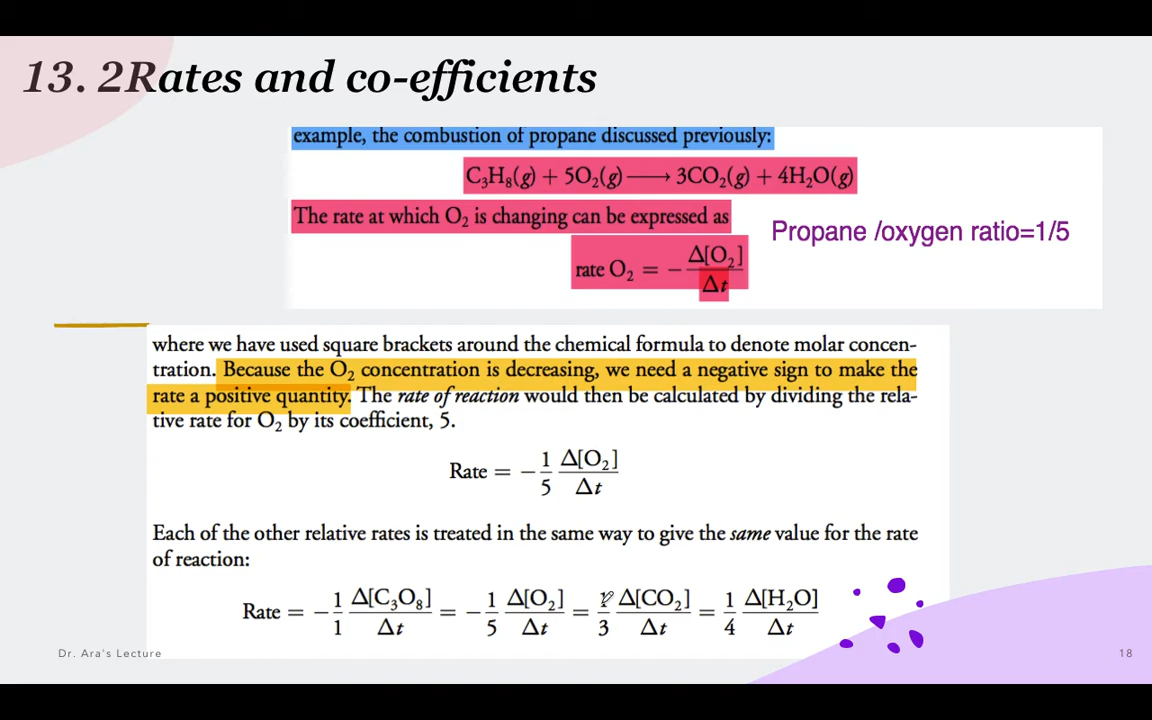 13. 2Rates and co-efficients
example, the combustion of propane discussed previously:
C₃H₈(g) + 5O₂(g) ⟶ 3CO₂(g) + 4H₂O(g)
The rate at which O₂ is changing can be expressed as
Propane /oxygen ratio=1/5
rate O₂ = − Δ[O₂] / Δt
where we have used square brackets around the chemical formula to denote molar concen-
tration. Because the O₂ concentration is decreasing, we need a negative sign to make the
rate a positive quantity. The rate of reaction would then be calculated by dividing the rela-
tive rate for O₂ by its coefficient, 5.
Rate = − 1/5 Δ[O₂]/Δt
Each of the other relative rates is treated in the same way to give the same value for the rate
of reaction:
Rate = − 1/1 Δ[C₃O₈]/Δt = − 1/5 Δ[O₂]/Δt = 1/3 Δ[CO₂]/Δt = 1/4 Δ[H₂O]/Δt
Dr. Ara's Lecture
18